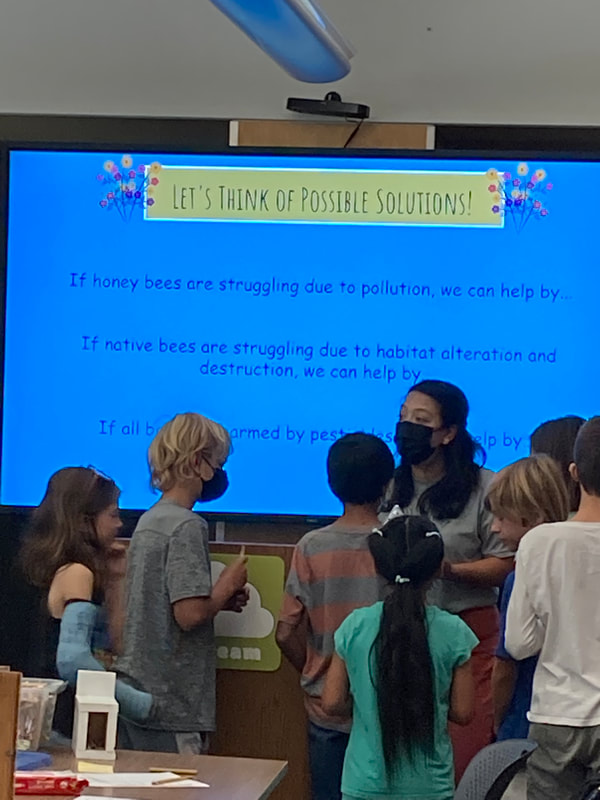 LET'S THINK OF POSSIBLE SOLUTIONS!
If honey bees are struggling due to pollution, we can help by...
If native bees are struggling due to habitat alteration and
destruction, we can help by
If all armed by elp by
eam